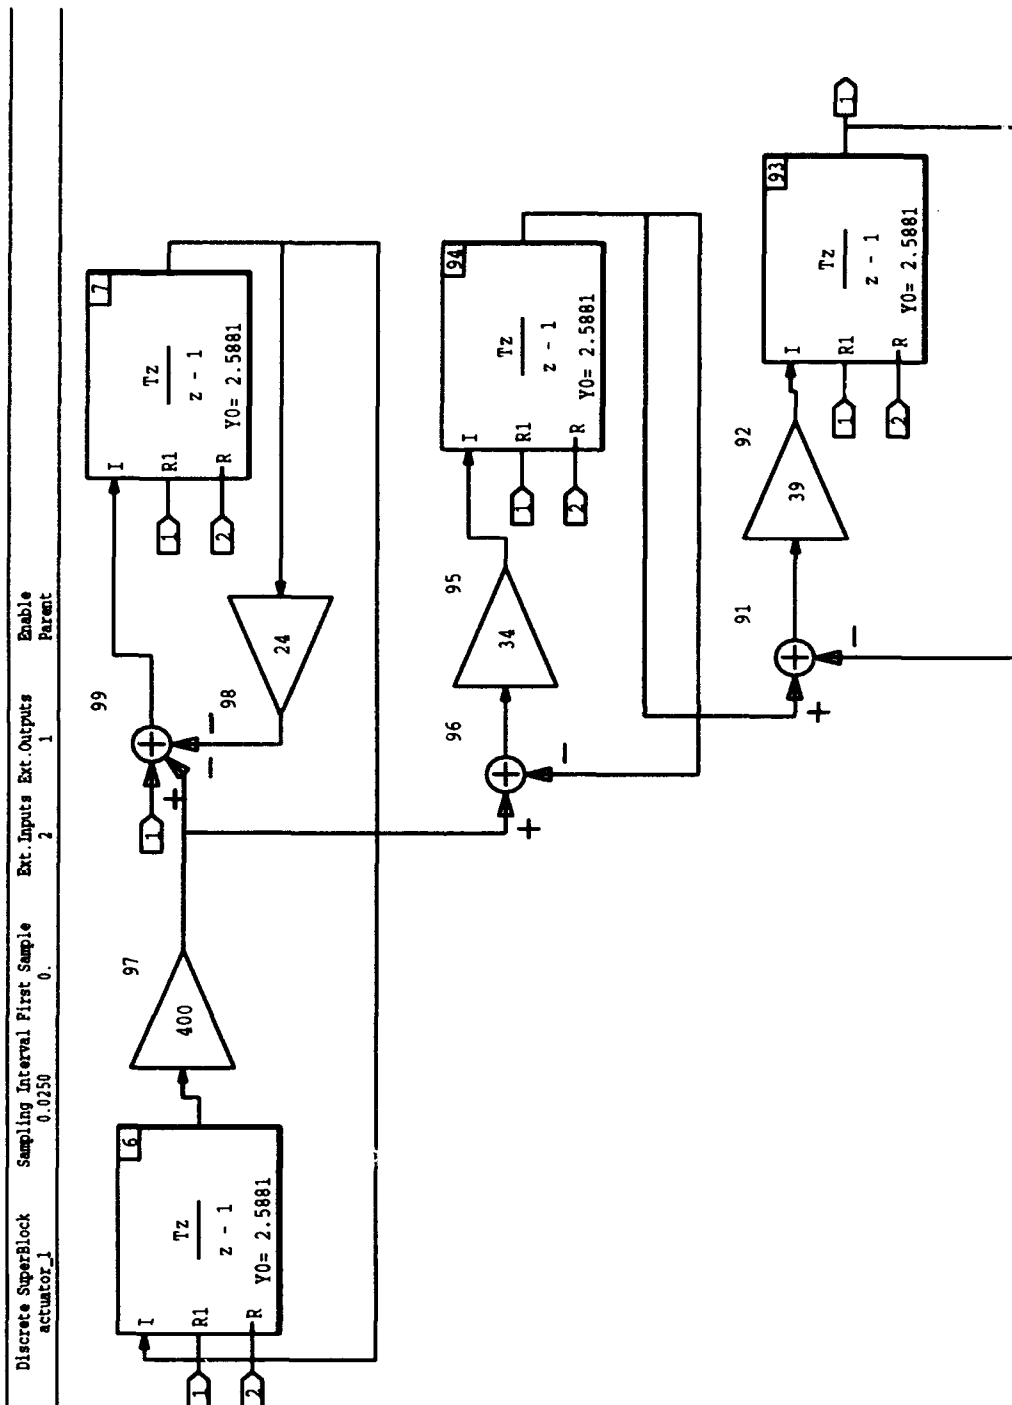 Discrete SuperBlock Sampling Interval First Sample Ext.Inputs Ext.Outputs Enable
actuator_1 0.0250 0. 2 1 Parent
6
I
Tz
z - 1
R1
Y0= 2.5881
R
1
2
97
400
1
+
-
-
99
98
24
7
I
Tz
z - 1
R1
Y0= 2.5881
R
1
2
+
-
96
95
34
94
I
Tz
z - 1
R1
Y0= 2.5881
R
1
2
+
-
91
92
39
93
I
Tz
z - 1
R1
Y0= 2.5881
R
1
2
1